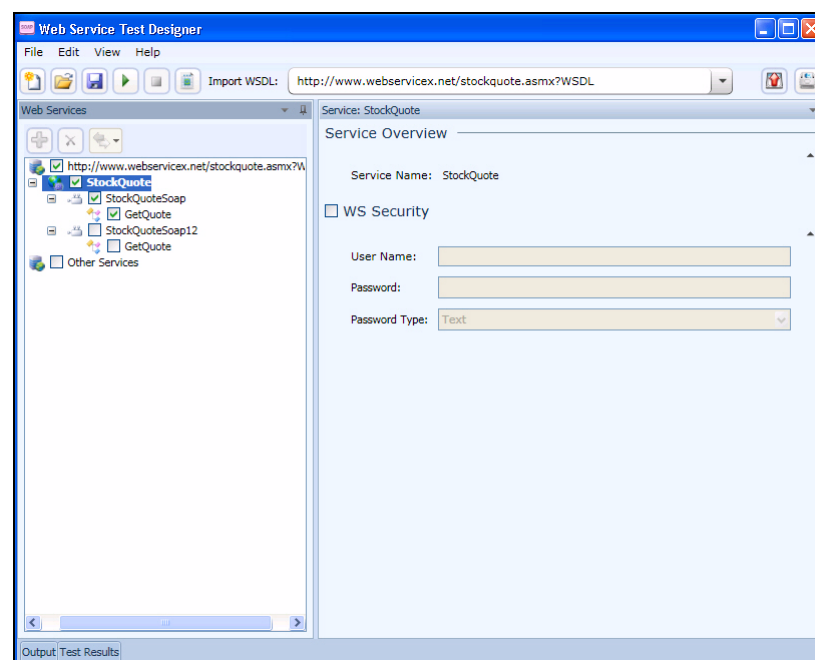 Web Service Test Designer
File Edit View Help
Import WSDL: http://www.webservicex.net/stockquote.asmx?WSDL
Web Services
Service: StockQuote
Service Overview
http://www.webservicex.net/stockquote.asmx?W
StockQuote
StockQuoteSoap
GetQuote
StockQuoteSoap12
GetQuote
Other Services
Service Name: StockQuote
WS Security
User Name:
Password:
Password Type: Text
Output Test Results